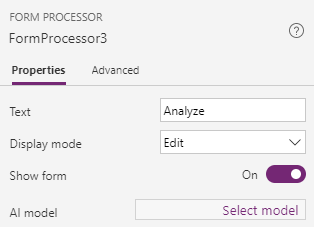 FORM PROCESSOR
FormProcessor3
?
Properties Advanced
Text Analyze
Display mode Edit
Show form On
AI model Select model